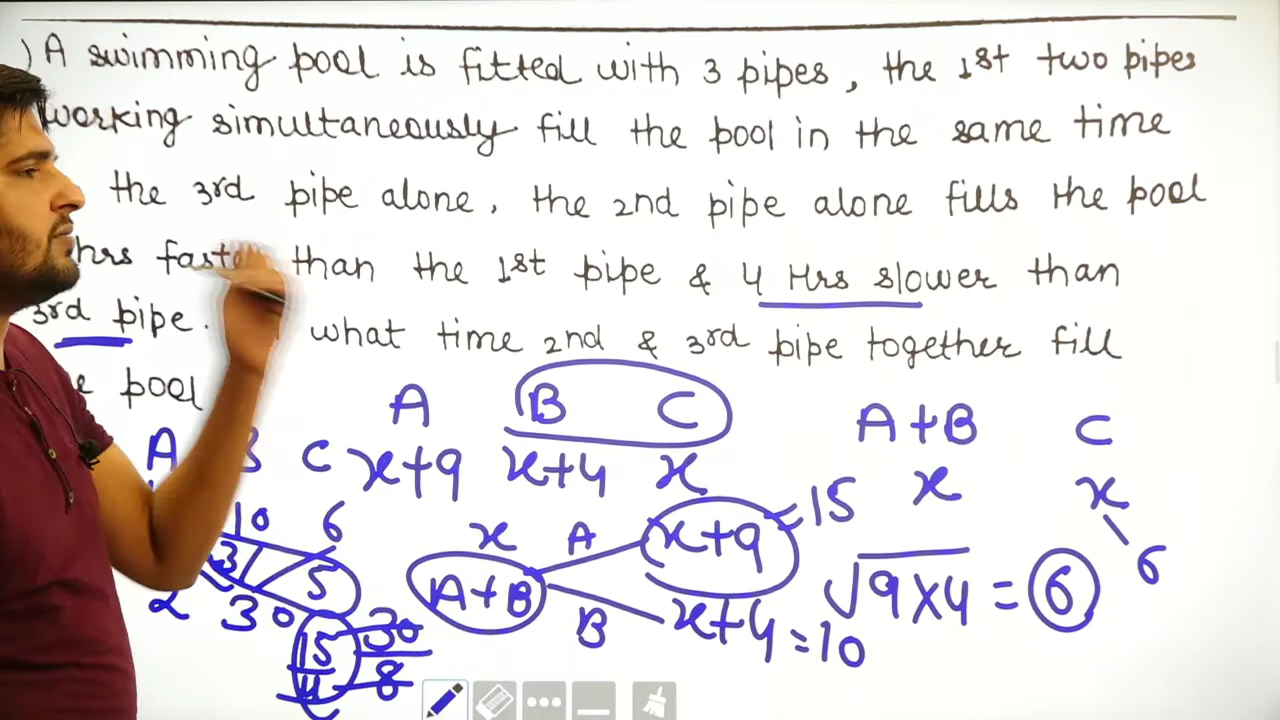 ) A swimming pool is fitted with 3 pipes, the 1st two pipes
working simultaneously fill the pool in the same time
the 3rd pipe alone. The 2nd pipe alone fills the pool
hrs faster than the 1st pipe & 4 Hrs slower than
3rd pipe. what time 2nd & 3rd pipe together fill
pool
A B C A+B C
A C x+9 x+4 x x x
10 6 x A x+9 =15 6
3 5 A+B √9×4 = 6
2 30 B x+4 =10
15 30
4 8